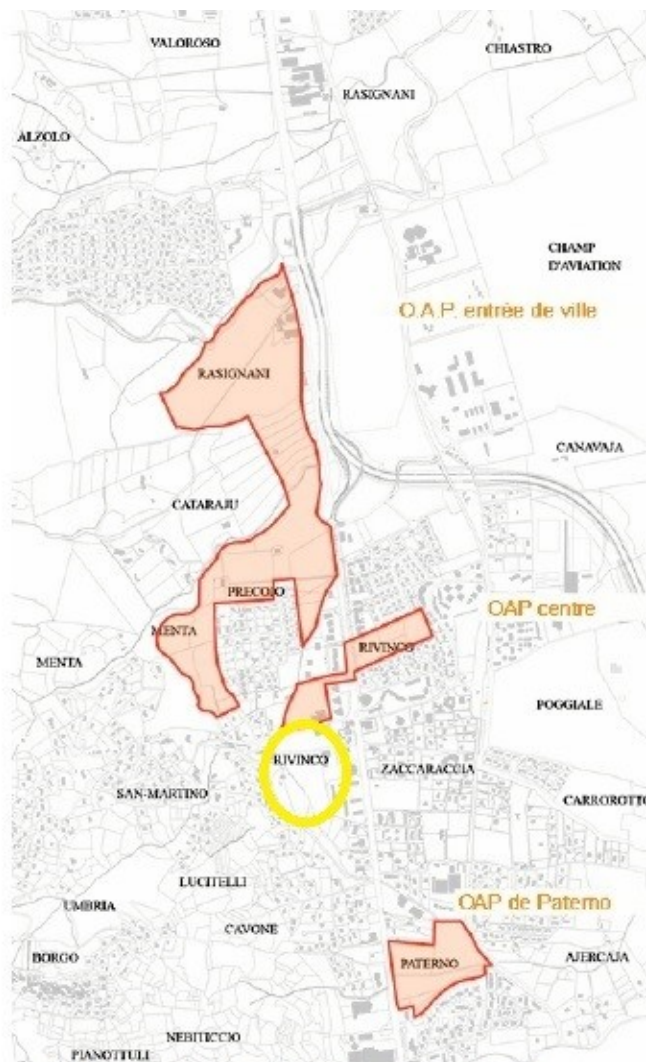 VALOROSO
CHIASTRO
RASIGNANI
ALZOLO
CHAMP
D'AVIATION
O.A.P. entrée de ville
RASIGNANI
CANAVAJA
CATARAJU
PRECOJO
OAP centre
MENTA
RIVINCO
MENTA
POGGIALE
RIVINCO
ZACCARACCIA
SAN-MARTINO
CARROROTTO
LUCITELLI
OAP de Paterno
UMBRIA
CAVONE
BORGO
PATERNO
AJERCAJA
NEBITICCIO
PIANOTTULI